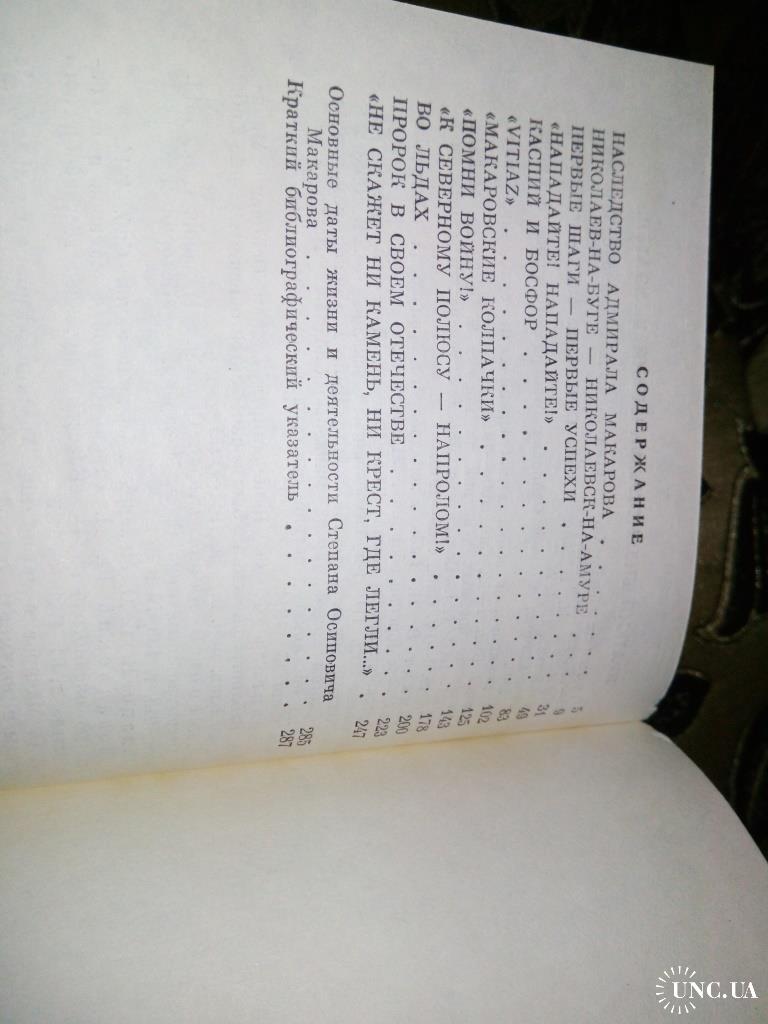 СОДЕРЖАНИЕ
НАСЛЕДСТВО АДМИРАЛА МАКАРОВА . . . . . 5
НИКОЛАЕВ-НА-БУГЕ — НИКОЛАЕВСК-НА-АМУРЕ 9
ПЕРВЫЕ ШАГИ — ПЕРВЫЕ УСПЕХИ . . . . . . 31
«НАПАДАЙТЕ! НАПАДАЙТЕ!» . . . . . . . . 49
КАСПИЙ И БОСФОР . . . . . . . . . . 83
«VITIAZ» . . . . . . . . . . . . . 102
«МАКАРОВСКИЕ КОЛПАЧКИ» . . . . . . . . 125
«ПОМНИ ВОЙНУ!» . . . . . . . . . . . 143
«К СЕВЕРНОМУ ПОЛЮСУ — НАПРОЛОМ!» . . . . 178
ВО ЛЬДАХ . . . . . . . . . . . . . 200
ПРОРОК В СВОЕМ ОТЕЧЕСТВЕ . . . . . . . 223
«НЕ СКАЖЕТ НИ КАМЕНЬ, НИ КРЕСТ, ГДЕ ЛЕГЛИ...» . 247
Основные даты жизни и деятельности Степана Осиповича
Макарова . . . . . . . . . . . . . 285
Краткий библиографический указатель . . . . . . 287
UNC.UA